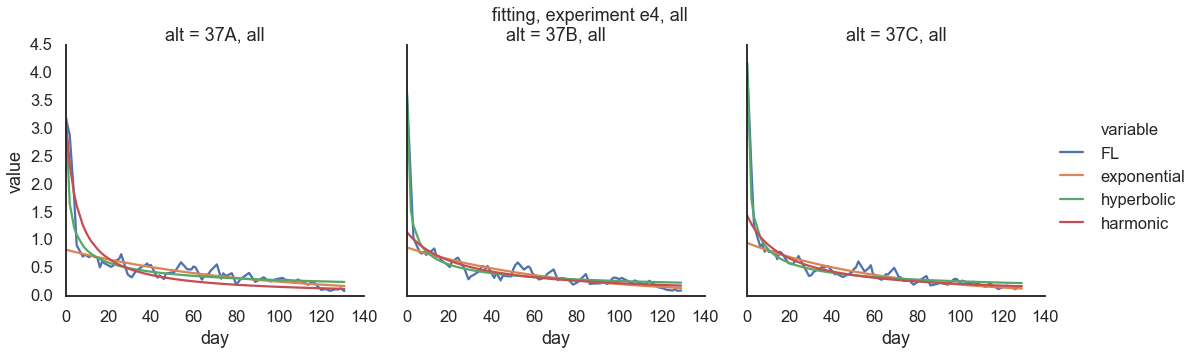 fitting, experiment e4, all
alt = 37A, all
alt = 37B, all
alt = 37C, all
4.5
4.0
3.5
3.0
2.5
2.0
1.5
1.0
0.5
0.0
value
0 20 40 60 80 100 120 140
day
0 20 40 60 80 100 120 140
day
0 20 40 60 80 100 120 140
day
variable
FL
exponential
hyperbolic
harmonic